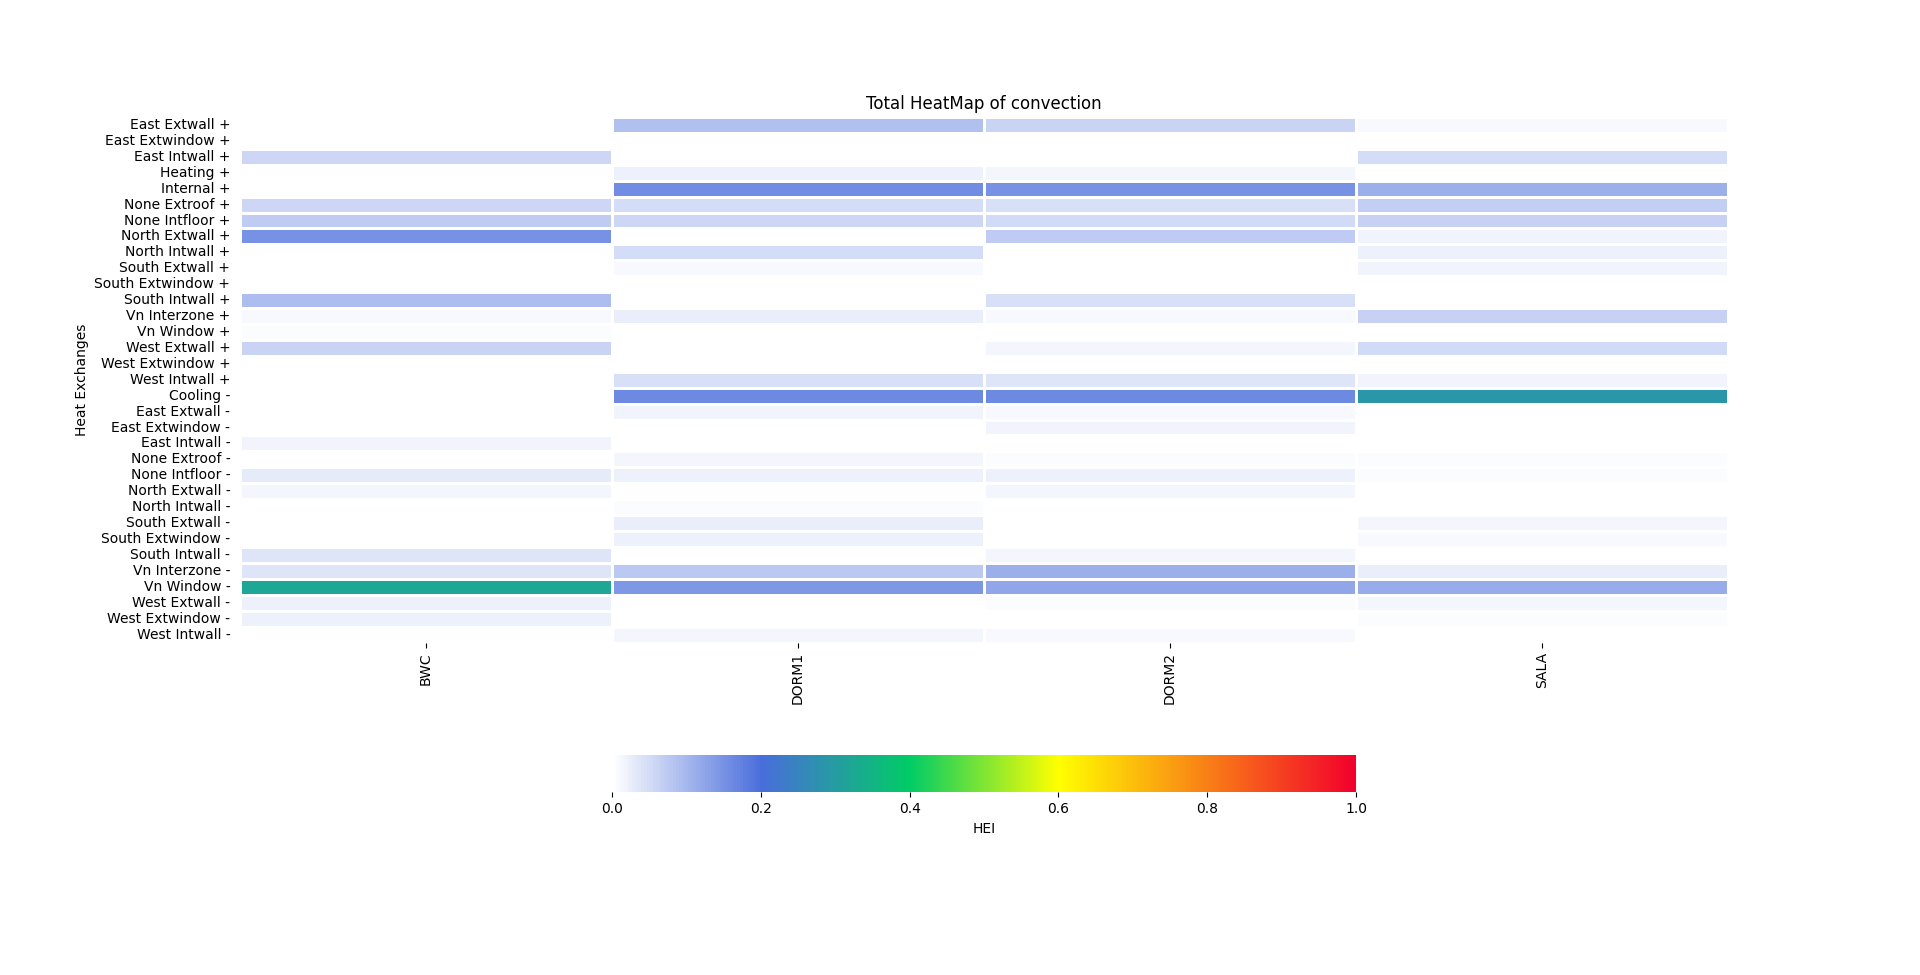 Total HeatMap of convection
Heat Exchanges
East Extwall +
East Extwindow +
East Intwall +
Heating +
Internal +
None Extroof +
None Intfloor +
North Extwall +
North Intwall +
South Extwall +
South Extwindow +
South Intwall +
Vn Interzone +
Vn Window +
West Extwall +
West Extwindow +
West Intwall +
Cooling -
East Extwall -
East Extwindow -
East Intwall -
None Extroof -
None Intfloor -
North Extwall -
North Intwall -
South Extwall -
South Extwindow -
South Intwall -
Vn Interzone -
Vn Window -
West Extwall -
West Extwindow -
West Intwall -
BWC
DORM1
DORM2
SALA
0.0 0.2 0.4 0.6 0.8 1.0
HEI